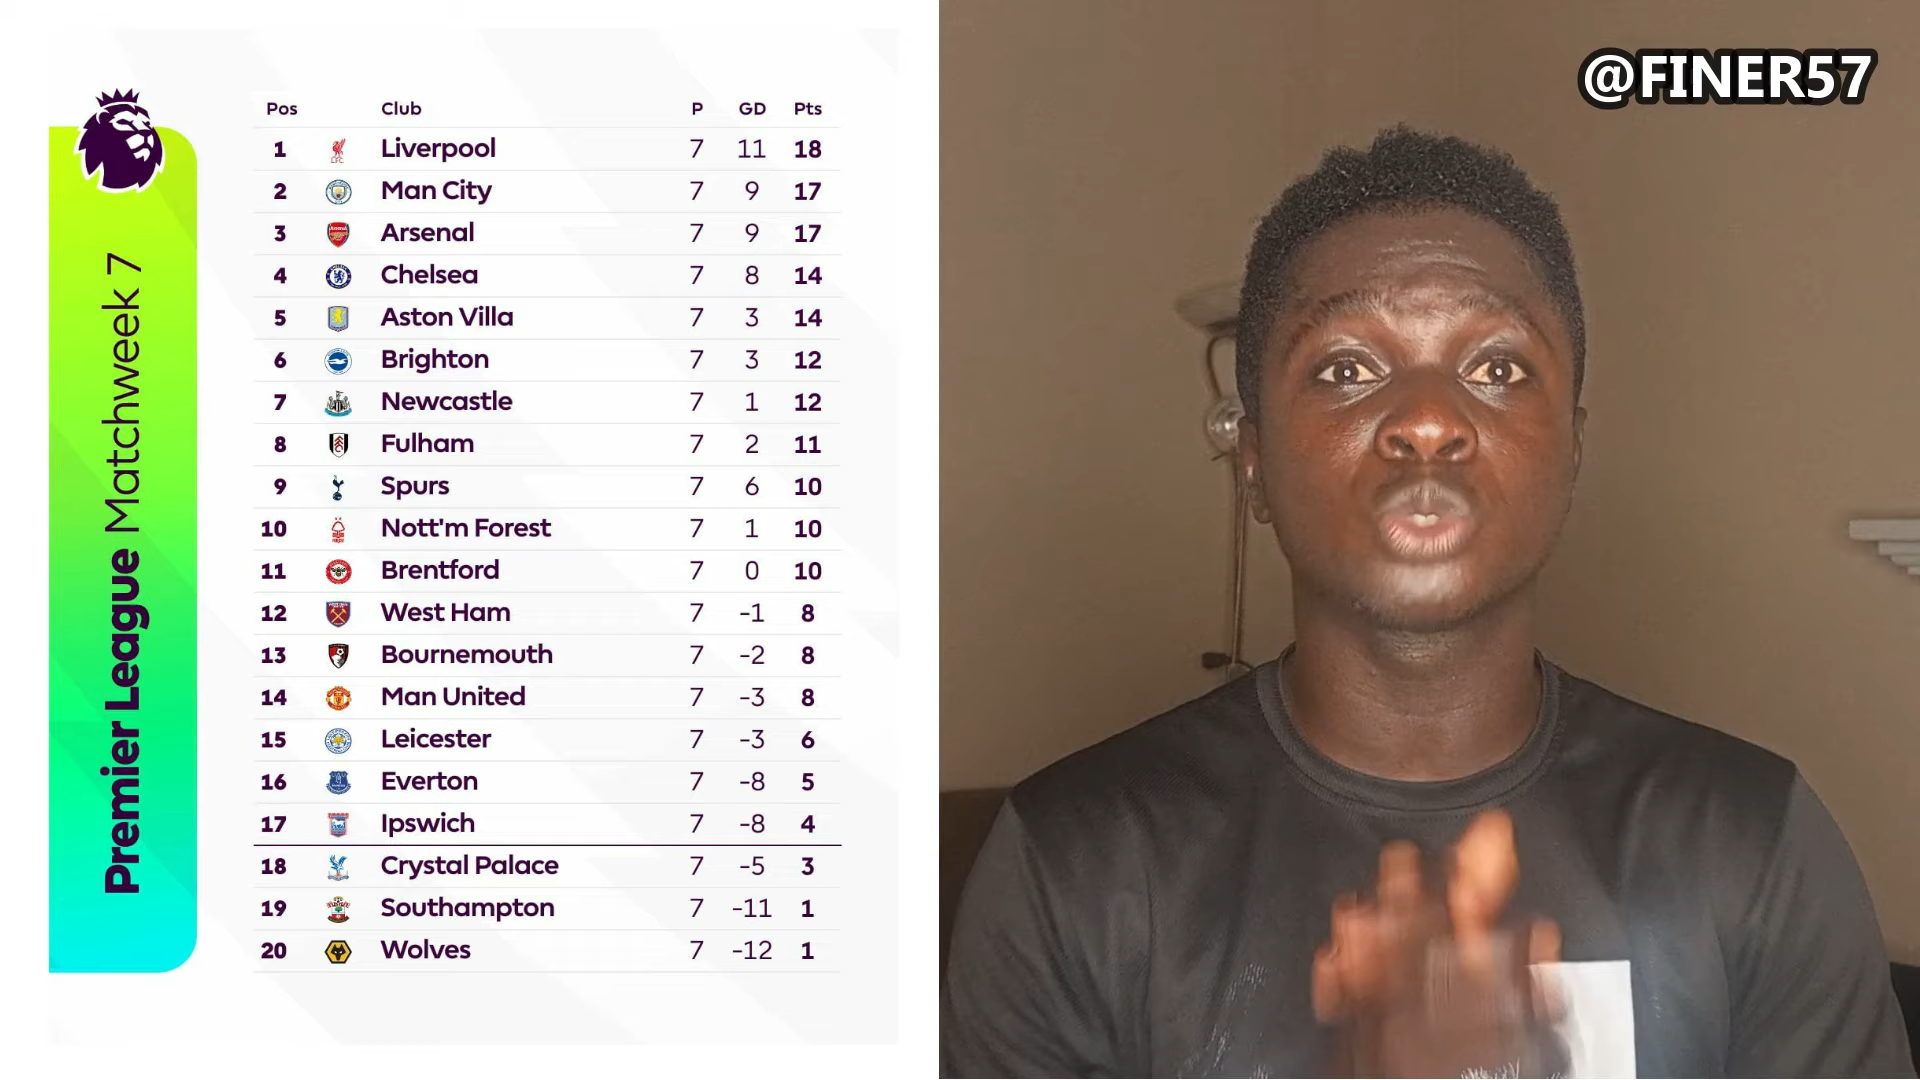 @FINER57
Premier League Matchweek 7
Pos Club P GD Pts
1 Liverpool 7 11 18
2 Man City 7 9 17
3 Arsenal 7 9 17
4 Chelsea 7 8 14
5 Aston Villa 7 3 14
6 Brighton 7 3 12
7 Newcastle 7 1 12
8 Fulham 7 2 11
9 Spurs 7 6 10
10 Nott'm Forest 7 1 10
11 Brentford 7 0 10
12 West Ham 7 -1 8
13 Bournemouth 7 -2 8
14 Man United 7 -3 8
15 Leicester 7 -3 6
16 Everton 7 -8 5
17 Ipswich 7 -8 4
18 Crystal Palace 7 -5 3
19 Southampton 7 -11 1
20 Wolves 7 -12 1